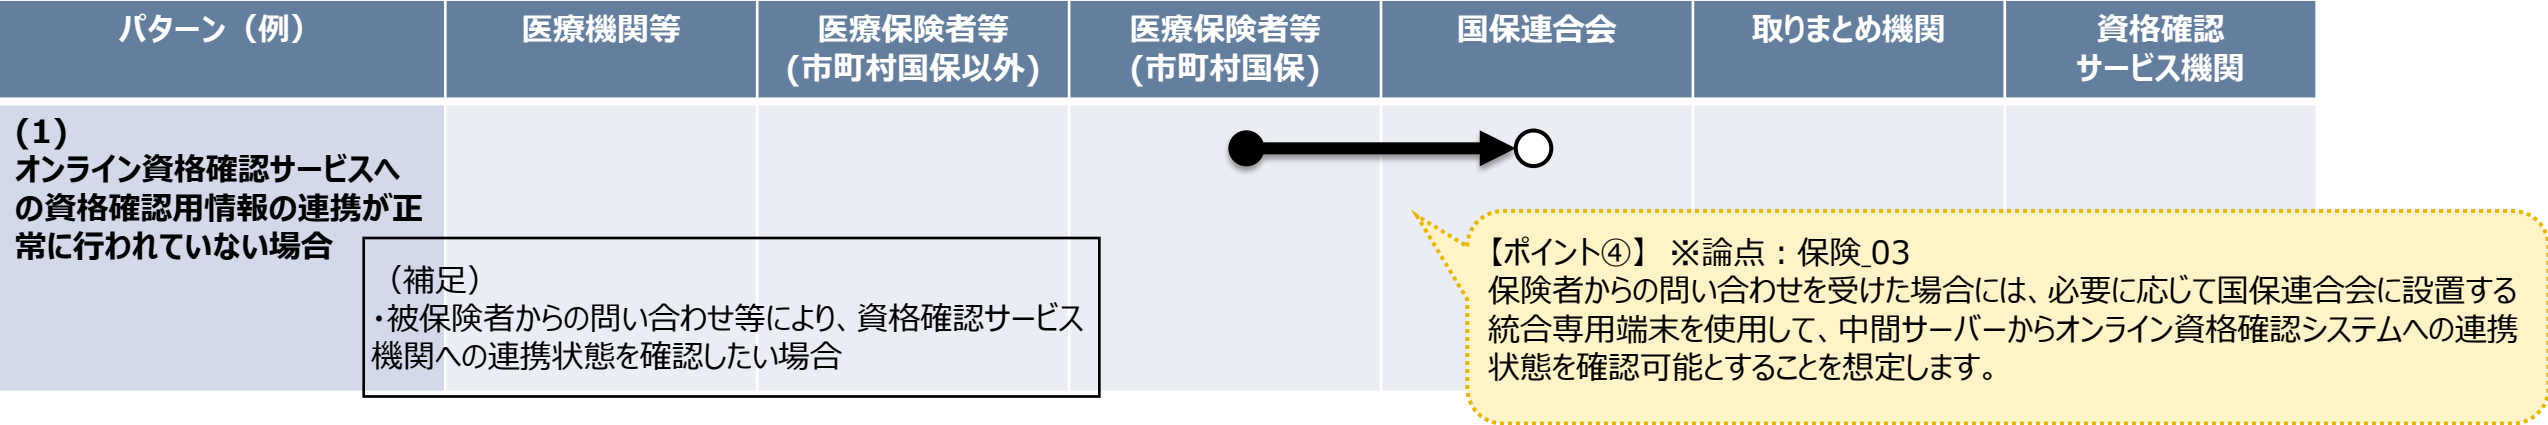 パターン（例）
医療機関等
医療保険者等
(市町村国保以外)
医療保険者等
(市町村国保)
国保連合会
取りまとめ機関
資格確認
サービス機関
(1)
オンライン資格確認サービスへ
の資格確認用情報の連携が正
常に行われていない場合
（補足）
・被保険者からの問い合わせ等により、資格確認サービス
機関への連携状態を確認したい場合
【ポイント④】 ※論点：保険_03
保険者からの問い合わせを受けた場合には、必要に応じて国保連合会に設置する
統合専用端末を使用して、中間サーバーからオンライン資格確認システムへの連携
状態を確認可能とすることを想定します。